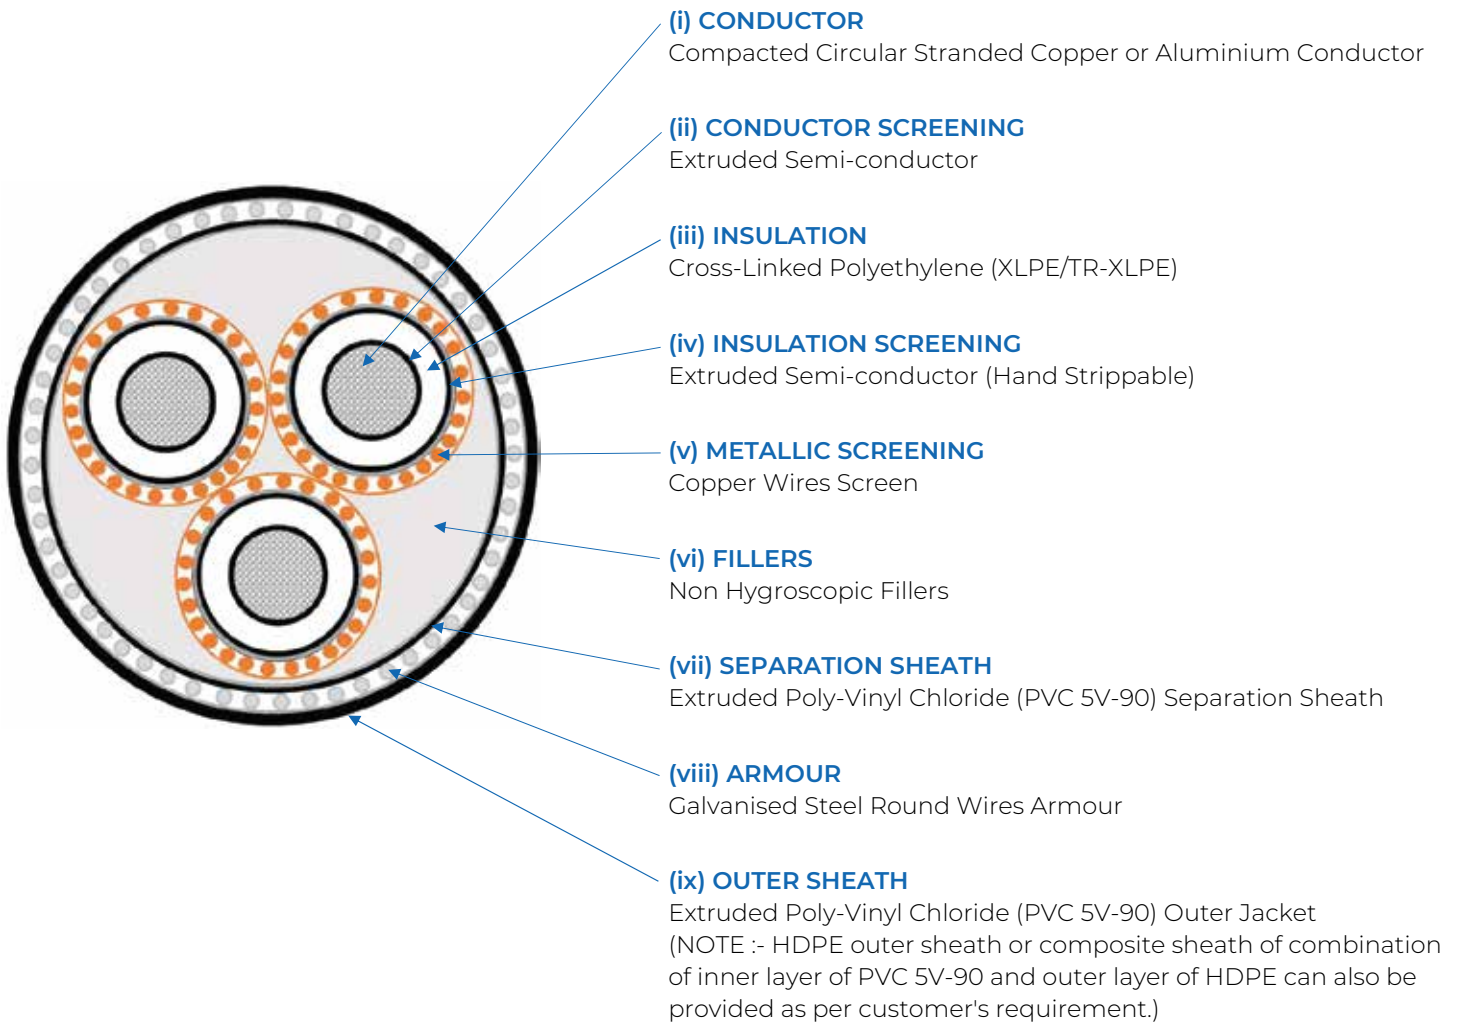 (i) CONDUCTOR
Compacted Circular Stranded Copper or Aluminium Conductor
(ii) CONDUCTOR SCREENING
Extruded Semi-conductor
(iii) INSULATION
Cross-Linked Polyethylene (XLPE/TR-XLPE)
(iv) INSULATION SCREENING
Extruded Semi-conductor (Hand Strippable)
(v) METALLIC SCREENING
Copper Wires Screen
(vi) FILLERS
Non Hygroscopic Fillers
(vii) SEPARATION SHEATH
Extruded Poly-Vinyl Chloride (PVC 5V-90) Separation Sheath
(viii) ARMOUR
Galvanised Steel Round Wires Armour
(ix) OUTER SHEATH
Extruded Poly-Vinyl Chloride (PVC 5V-90) Outer Jacket
(NOTE :- HDPE outer sheath or composite sheath of combination
of inner layer of PVC 5V-90 and outer layer of HDPE can also be
provided as per customer's requirement.)